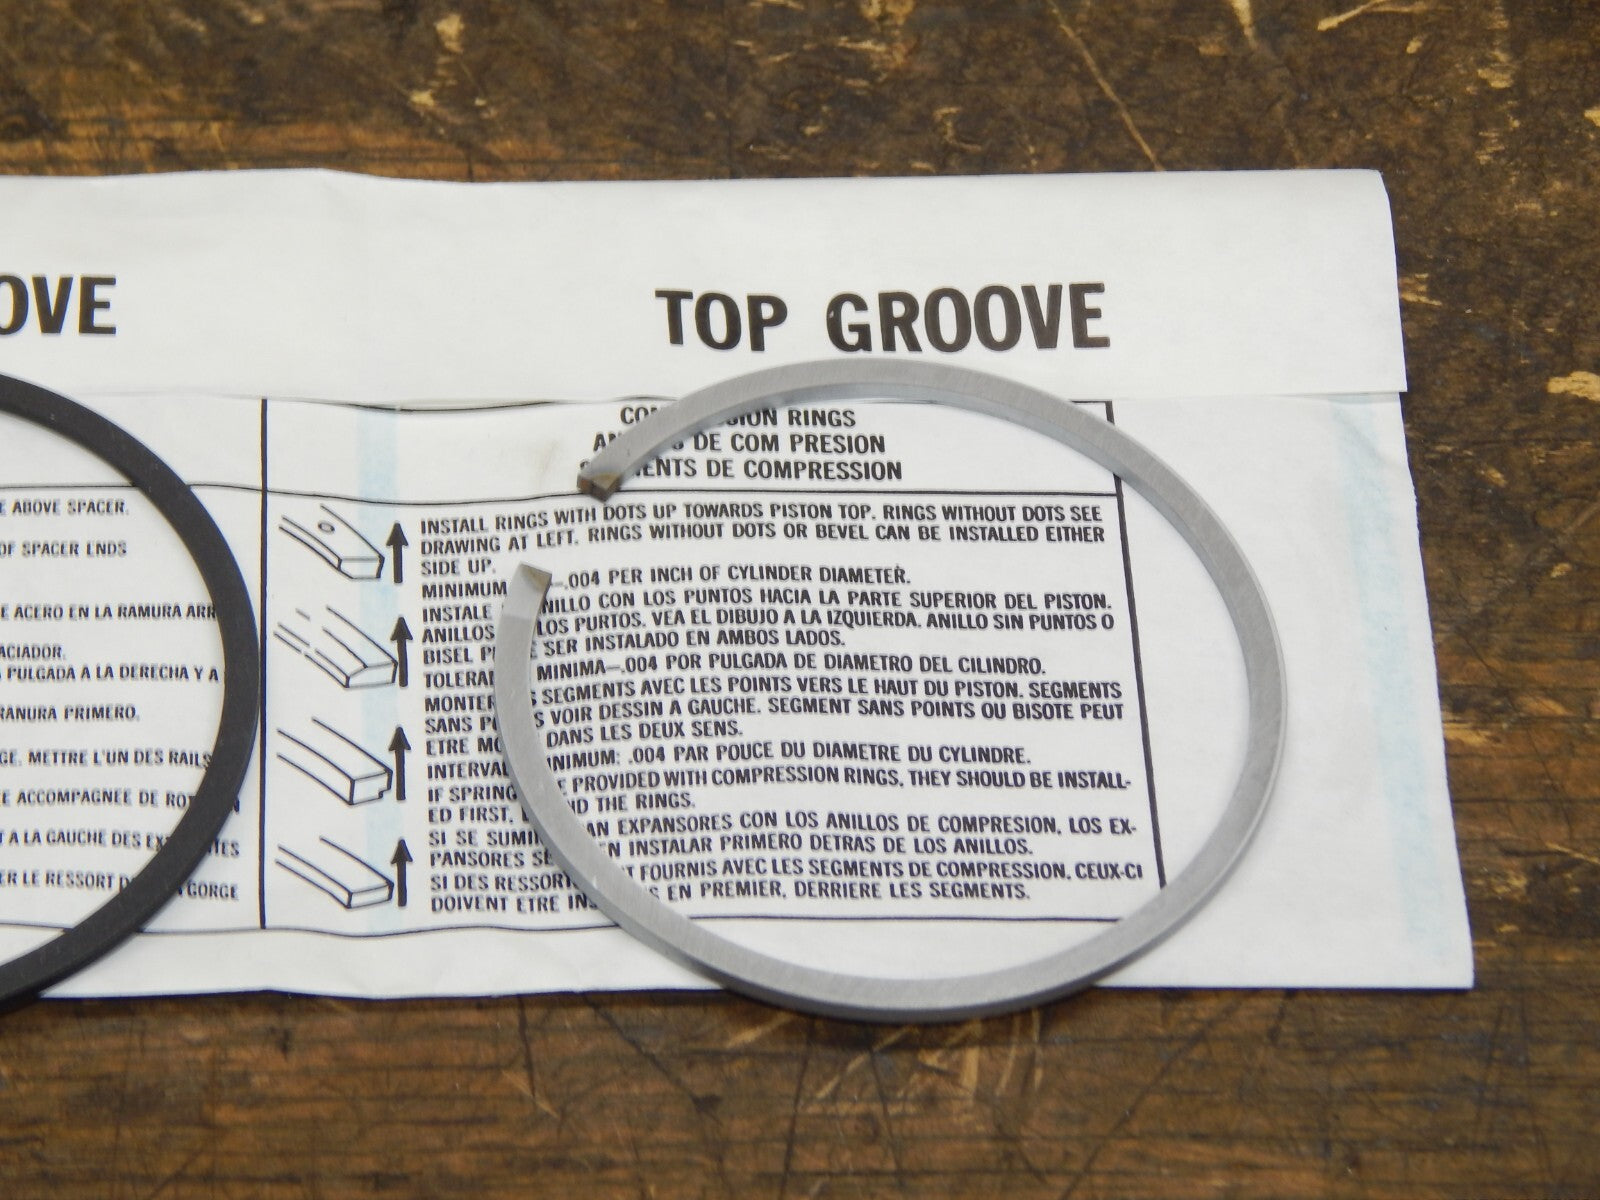 OVE
TOP GROOVE
E ABOVE SPACER.
OF SPACER ENDS
E ACERO EN LA RAMURA ARR
ACIADOR.
PULGADA A LA DERECHA Y A
RANURA PRIMERO.
GE. METTRE L'UN DES RAILS
E ACCOMPAGNEE DE
T A LA GAUCHE DES
ER LE RESSORT GORGE
RINGS
DE COM PRESION
DE COMPRESSION
INSTALL RINGS WITH DOTS UP TOWARDS PISTON TOP. RINGS WITHOUT DOTS SEE
DRAWING AT LEFT. RINGS WITHOUT DOTS OR BEVEL CAN BE INSTALLED EITHER
SIDE UP.
MINIMUM —.004 PER INCH OF CYLINDER DIAMETER.
INSTALE NILLO CON LOS PUNTOS HACIA LA PARTE SUPERIOR DEL PISTON.
ANILLOS LOS PURTOS. VEA EL DIBUJO A LA IZQUIERDA. ANILLO SIN PUNTOS O
BISEL P E SER INSTALADO EN AMBOS LADOS.
TOLERA MINIMA—.004 POR PULGADA DE DIAMETRO DEL CILINDRO.
MONTER S SEGMENTS AVEC LES POINTS VERS LE HAUT DU PISTON. SEGMENTS
SANS P S VOIR DESSIN A GAUCHE. SEGMENT SANS POINTS OU BISOTE PEUT
ETRE MO DANS LES DEUX SENS.
INTERVAL NIMUM: .004 PAR POUCE DU DIAMETRE DU CYLINDRE.
IF SPRING E PROVIDED WITH COMPRESSION RINGS, THEY SHOULD BE INSTALL-
ED FIRST, ND THE RINGS.
SI SE SUMI AN EXPANSORES CON LOS ANILLOS DE COMPRESION, LOS EX-
PANSORES N INSTALAR PRIMERO DETRAS DE LOS ANILLOS.
SI DES RESSORT T FOURNIS AVEC LES SEGMENTS DE COMPRESSION, CEUX-CI
DOIVENT ETRE INS S EN PREMIER, DERRIERE LES SEGMENTS.